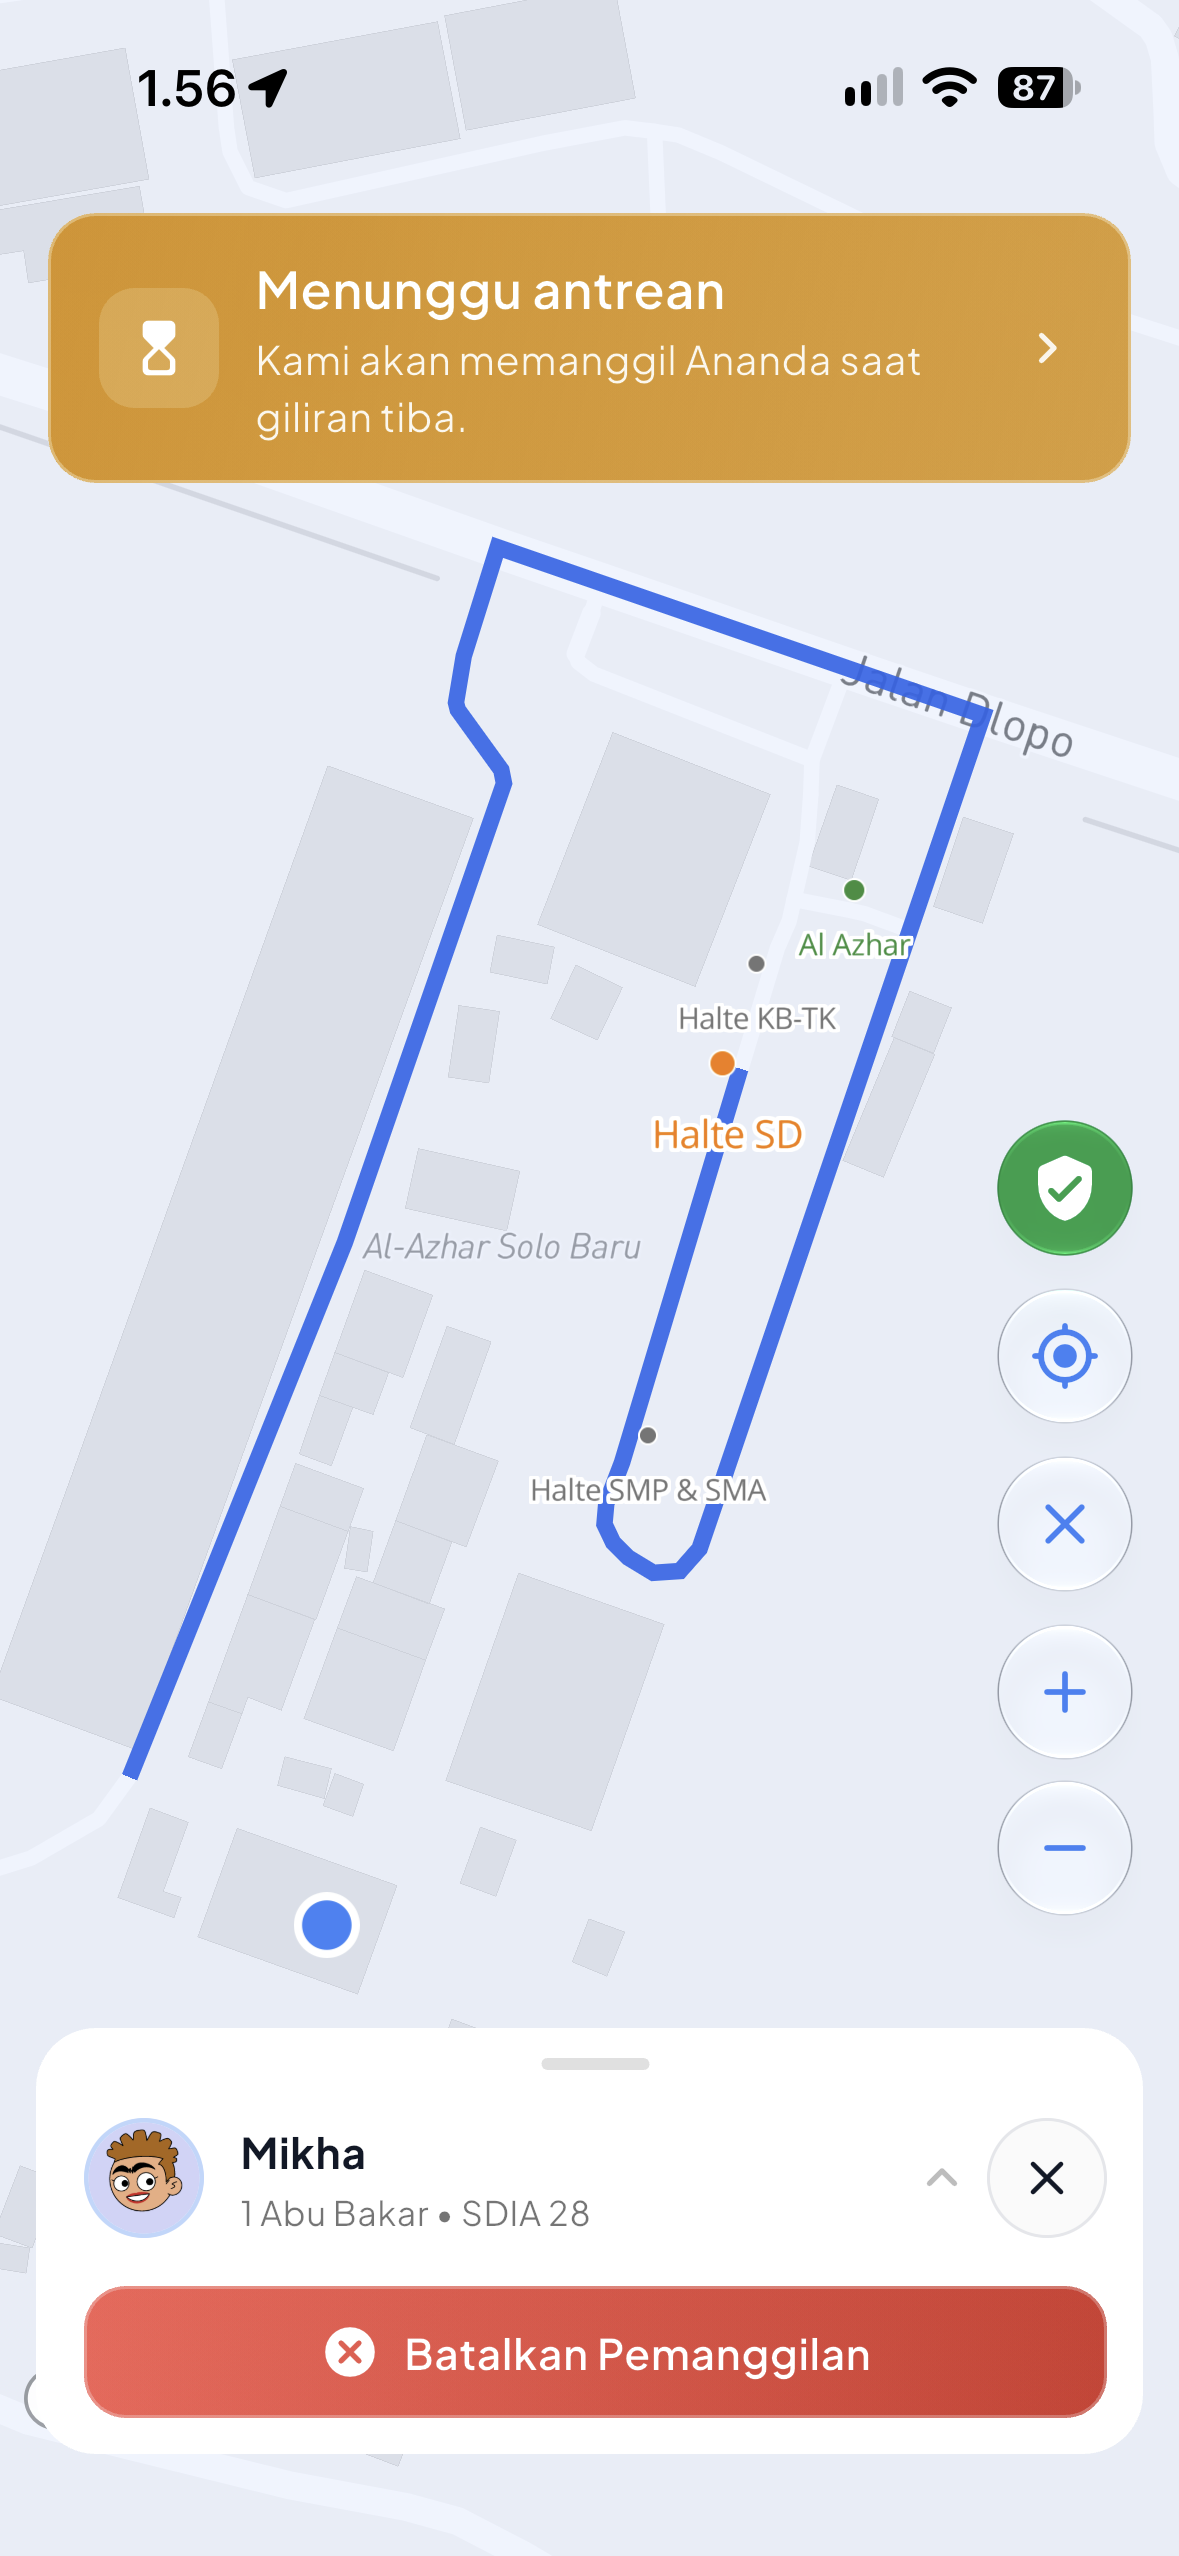 1.56
87
Menunggu antrean
Kami akan memanggil Ananda saat
giliran tiba.
Jalan Dlopo
Al Azhar
Halte KB-TK
Halte SD
Al-Azhar Solo Baru
Halte SMP & SMA
Mikha
1 Abu Bakar • SDIA 28
Batalkan Pemanggilan